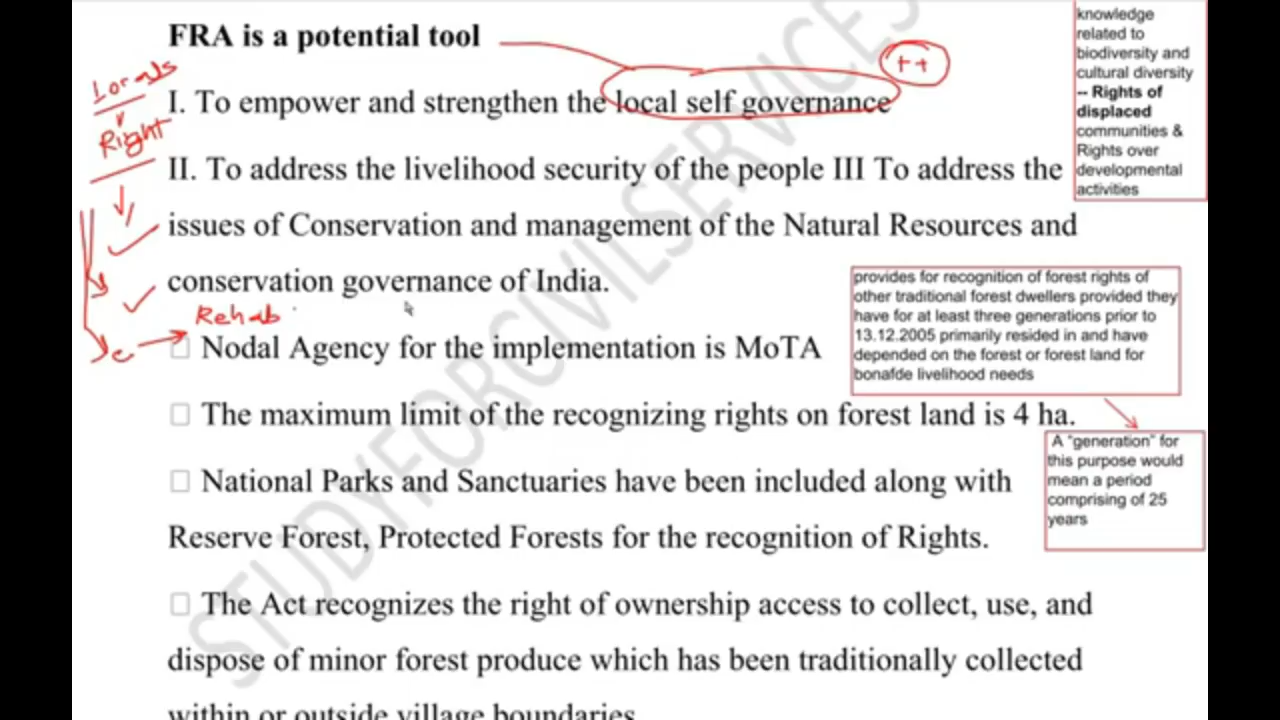 FRA is a potential tool
++
Locals
I. To empower and strengthen the local self governance
Right
II. To address the livelihood security of the people III To address the
issues of Conservation and management of the Natural Resources and
conservation governance of India.
Rehab
Nodal Agency for the implementation is MoTA
The maximum limit of the recognizing rights on forest land is 4 ha.
National Parks and Sanctuaries have been included along with
Reserve Forest, Protected Forests for the recognition of Rights.
The Act recognizes the right of ownership access to collect, use, and
dispose of minor forest produce which has been traditionally collected
within or outside village boundaries
knowledge
related to
biodiversity and
cultural diversity
-- Rights of
displaced
communities &
Rights over
developmental
activities
provides for recognition of forest rights of
other traditional forest dwellers provided they
have for at least three generations prior to
13.12.2005 primarily resided in and have
depended on the forest or forest land for
bonafde livelihood needs
A "generation" for
this purpose would
mean a period
comprising of 25
years
STUDYFORCIVILSERVICES